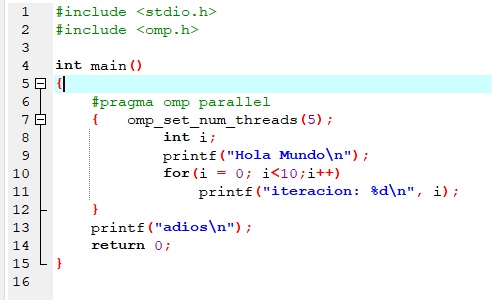 1 #include <stdio.h>
2 #include <omp.h>
3
4 int main()
5 {
6 #pragma omp parallel
7 { omp_set_num_threads(5);
8 int i;
9 printf("Hola Mundo\n");
10 for(i = 0; i<10;i++)
11 printf("iteracion: %d\n", i);
12 }
13 printf("adios\n");
14 return 0;
15 }
16